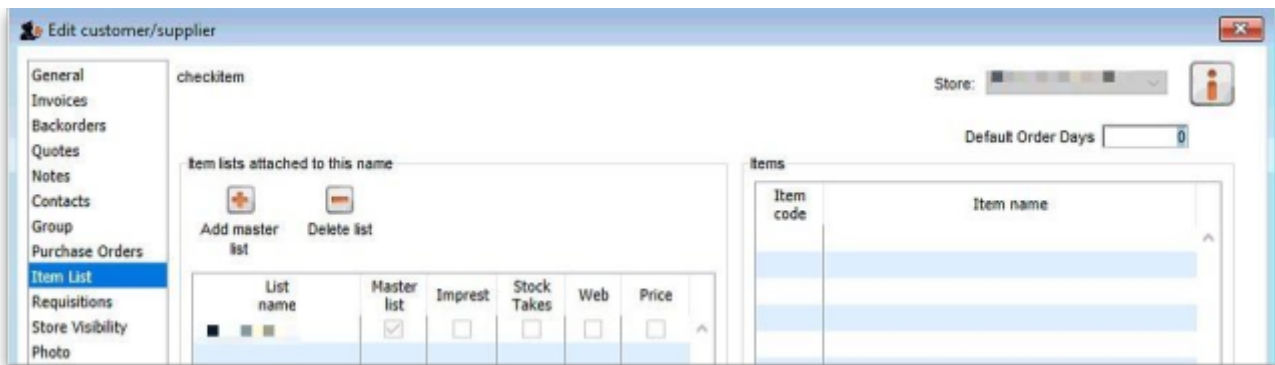 Edit customer/supplier
General
Invoices
Backorders
Quotes
Notes
Contacts
Group
Purchase Orders
Item List
Requisitions
Store Visibility
Photo
checkitem
Store:
Default Order Days 0
Item lists attached to this name
Add master list
Delete list
List name Master list Imprest Stock Takes Web Price
Items
Item code Item name